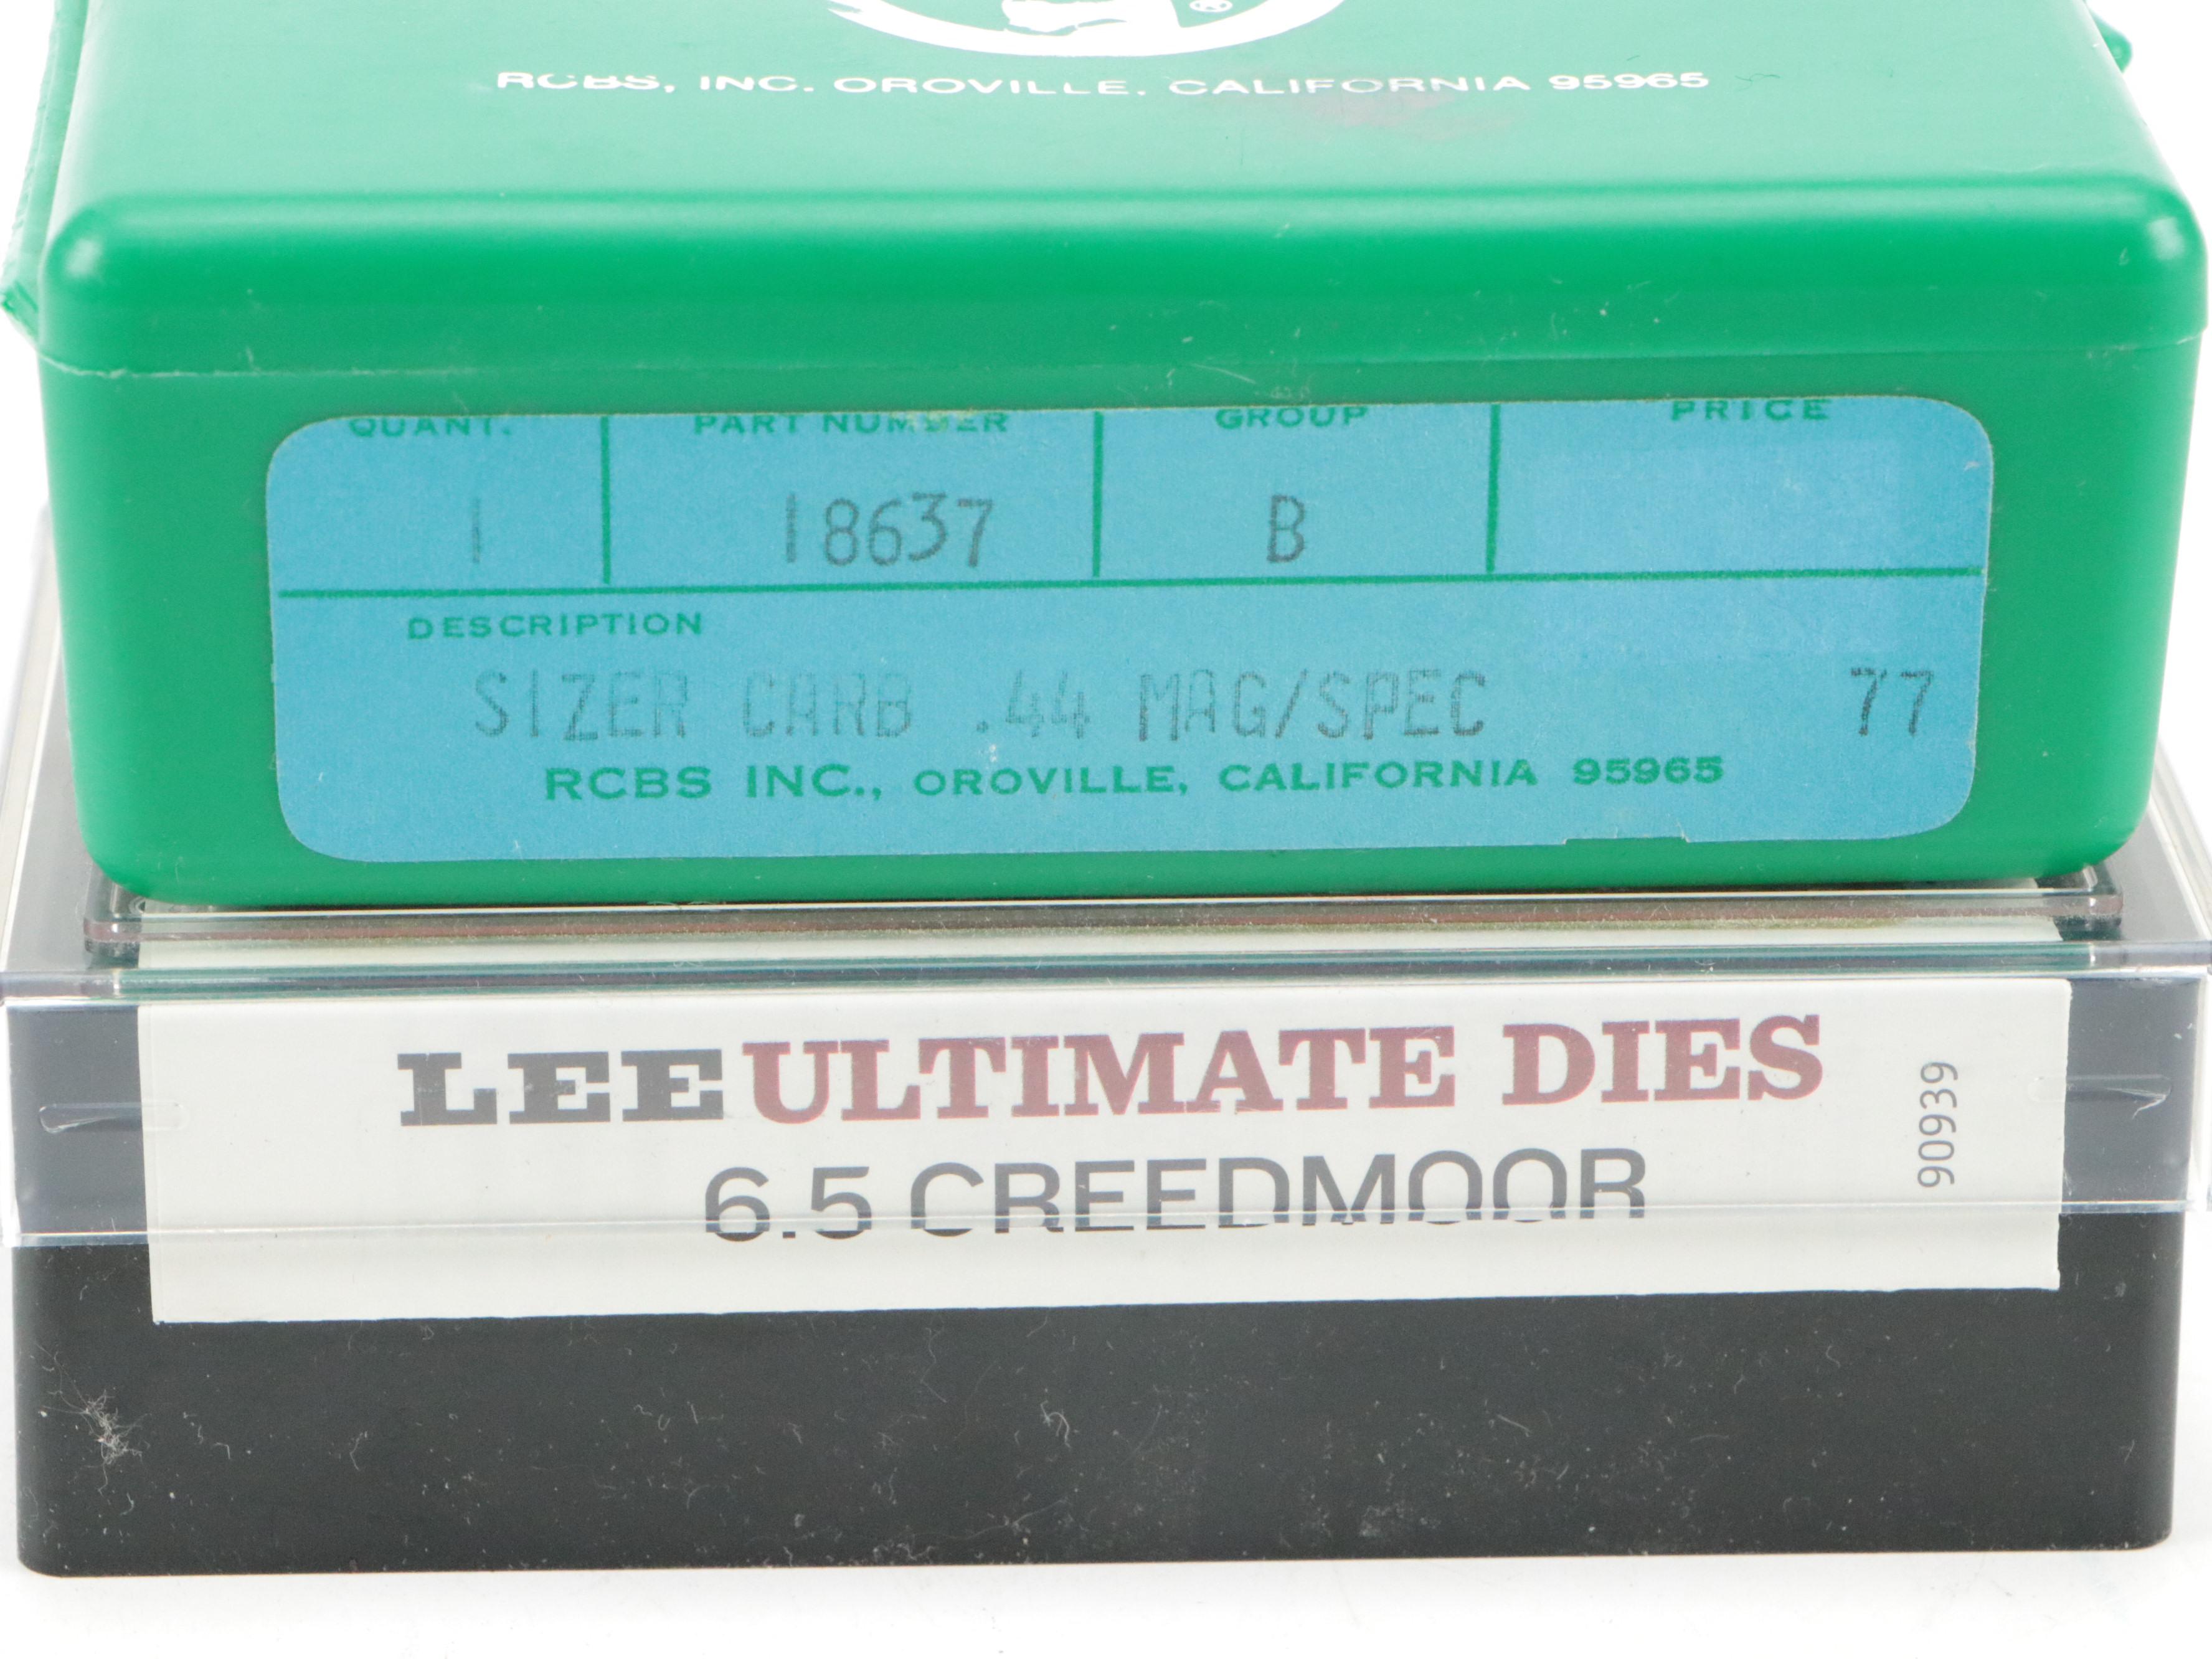 ®
RCBS, INC. OROVILLE, CALIFORNIA 95965
QUANT. PART NUMBER GROUP PRICE
1 18637 B
DESCRIPTION
SIZER CARB .44 MAG/SPEC 77
RCBS INC., OROVILLE, CALIFORNIA 95965
LEE ULTIMATE DIES
6.5 CREEDMOOR
90939